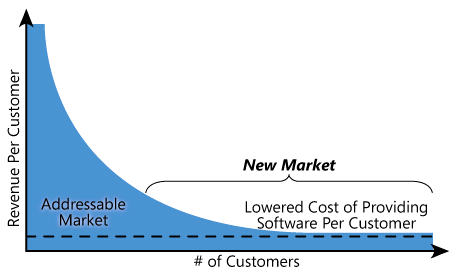 Revenue Per Customer
New Market
Addressable
Market
Lowered Cost of Providing
Software Per Customer
# of Customers